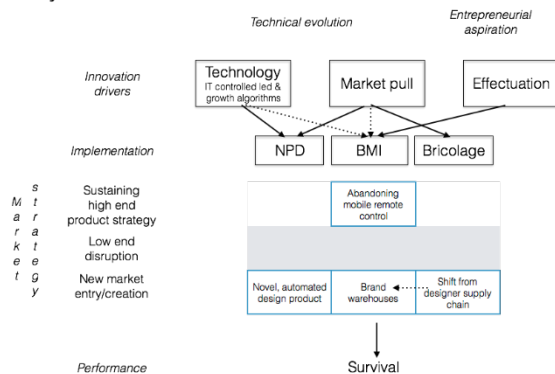 Technical evolution
Entrepreneurial
aspiration
Innovation
drivers
Technology
IT controlled led &
growth algorithms
Market pull
Effectuation
Implementation
NPD
BMI
Bricolage
Market
strategy
Sustaining
high end
product strategy
Abandoning
mobile remote
control
Low end
disruption
New market
entry/creation
Novel, automated
design product
Brand
warehouses
Shift from
designer supply
chain
Performance
Survival